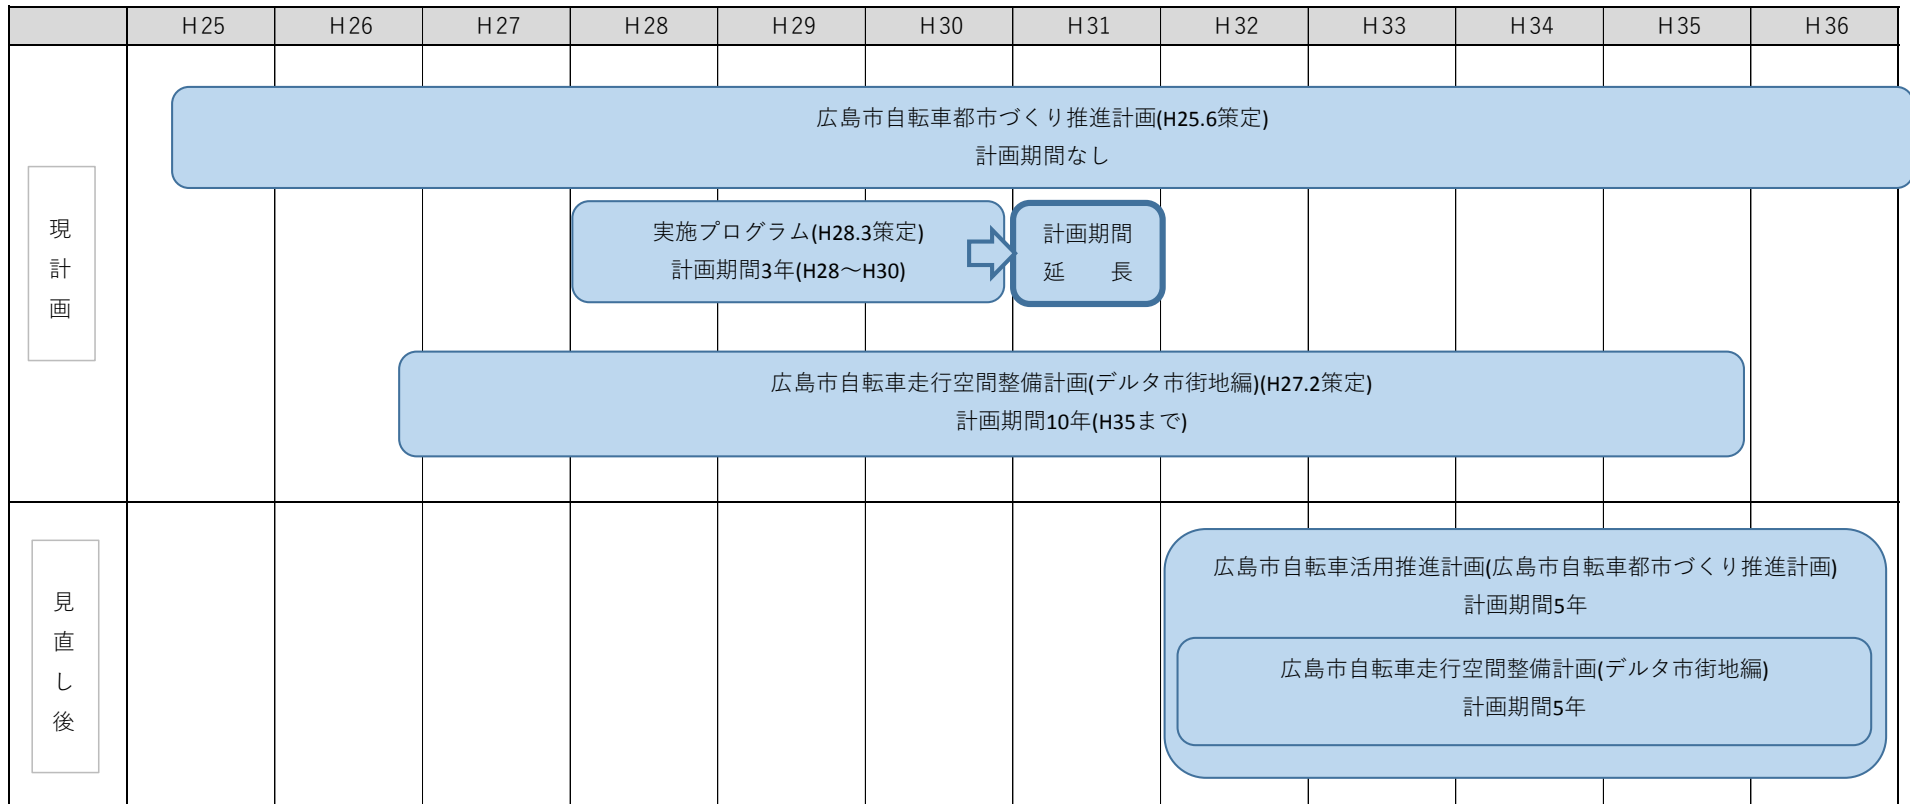 H25 H26 H27 H28 H29 H30 H31 H32 H33 H34 H35 H36
現計画
広島市自転車都市づくり推進計画(H25.6策定)
計画期間なし
実施プログラム(H28.3策定)
計画期間3年(H28～H30)
計画期間
延　　長
広島市自転車走行空間整備計画(デルタ市街地編)(H27.2策定)
計画期間10年(H35まで)
見直し後
広島市自転車活用推進計画(広島市自転車都市づくり推進計画)
計画期間5年
広島市自転車走行空間整備計画(デルタ市街地編)
計画期間5年